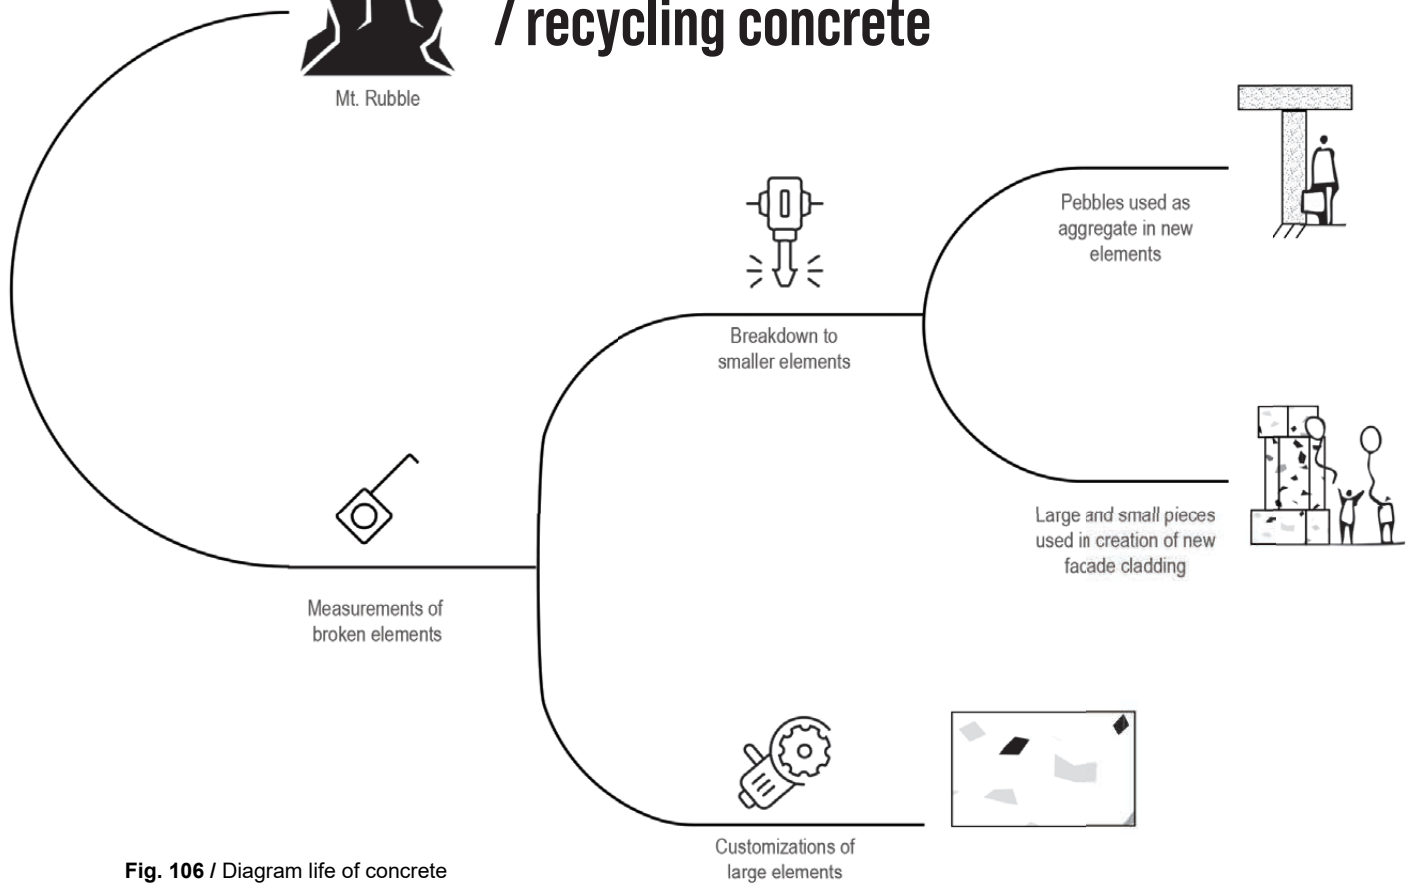 / recycling concrete
Mt. Rubble
Pebbles used as
aggregate in new
elements
Breakdown to
smaller elements
Large and small pieces
used in creation of new
facade cladding
Measurements of
broken elements
Customizations of
large elements
Fig. 106 / Diagram life of concrete